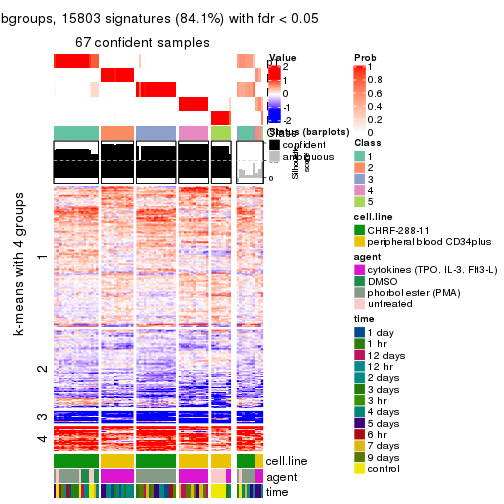 bgroups, 15803 signatures (84.1%) with fdr < 0.05
67 confident samples
Value
2
1
0
-1
-2
Status (barplots)
confident
ambiguous
Class
1
0
Silhouette
score
Prob
1
0.8
0.6
0.4
0.2
0
Class
1
2
3
4
5
cell.line
CHRF-288-11
peripheral blood CD34plus
agent
cytokines (TPO, IL-3, Flt3-L)
DMSO
phorbol ester (PMA)
untreated
time
1 day
1 hr
12 days
12 hr
2 days
3 days
3 hr
4 days
5 days
6 hr
7 days
9 days
control
k-means with 4 groups
1
2
3
4
cell.line
agent
time